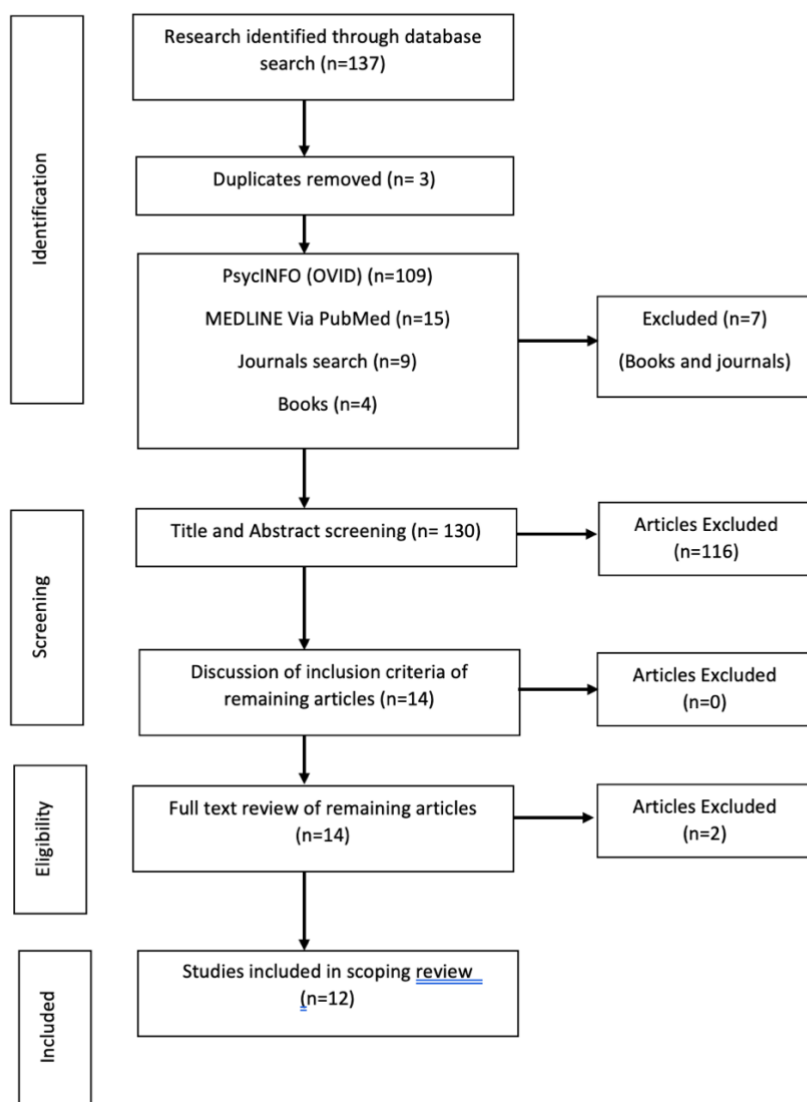 Research identified through database
search (n=137)
Identification
Duplicates removed (n= 3)
PsycINFO (OVID) (n=109)
MEDLINE Via PubMed (n=15)
Journals search (n=9)
Books (n=4)
Excluded (n=7)
(Books and journals)
Screening
Title and Abstract screening (n= 130)
Articles Excluded
(n=116)
Discussion of inclusion criteria of
remaining articles (n=14)
Articles Excluded
(n=0)
Eligibility
Full text review of remaining articles
(n=14)
Articles Excluded
(n=2)
Included
Studies included in scoping review
(n=12)